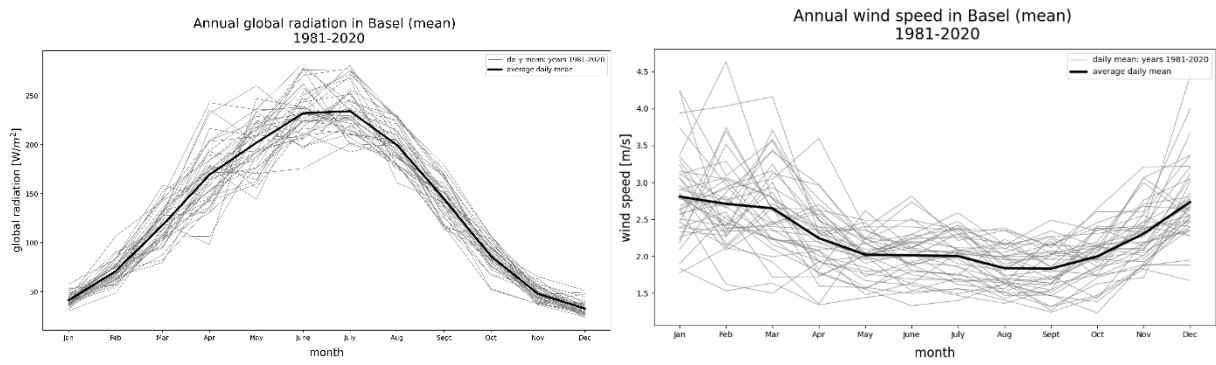 Annual global radiation in Basel (mean)
1981-2020
daily mean: years 1981-2020
average daily mean
global radiation [W/m²]
250
200
150
100
50
Jan Feb Mar Apr May June July Aug Sept Oct Nov Dec
month
Annual wind speed in Basel (mean)
1981-2020
daily mean: years 1981-2020
average daily mean
wind speed [m/s]
4.5
4.0
3.5
3.0
2.5
2.0
1.5
Jan Feb Mar Apr May June July Aug Sept Oct Nov Dec
month